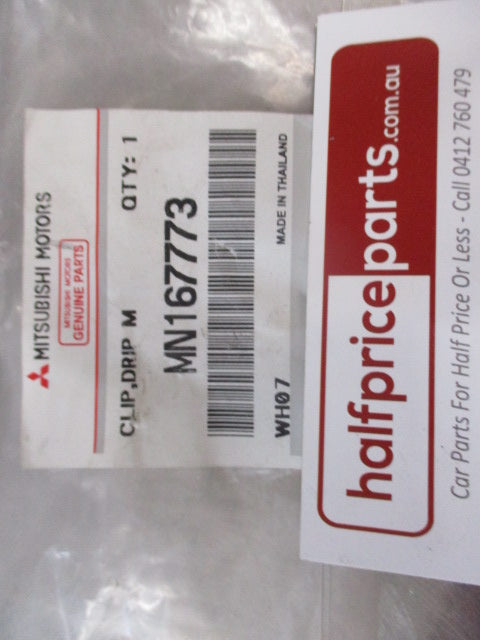 MITSUBISHI MOTORS
MITSUBISHI MOTORS
GENUINE PARTS
CLIP,DRIP M QTY: 1
MN167773
WH07 MADE IN THAILAND
halfpriceparts.com.au
Car Parts For Half Price Or Less - Call 0412 760 479